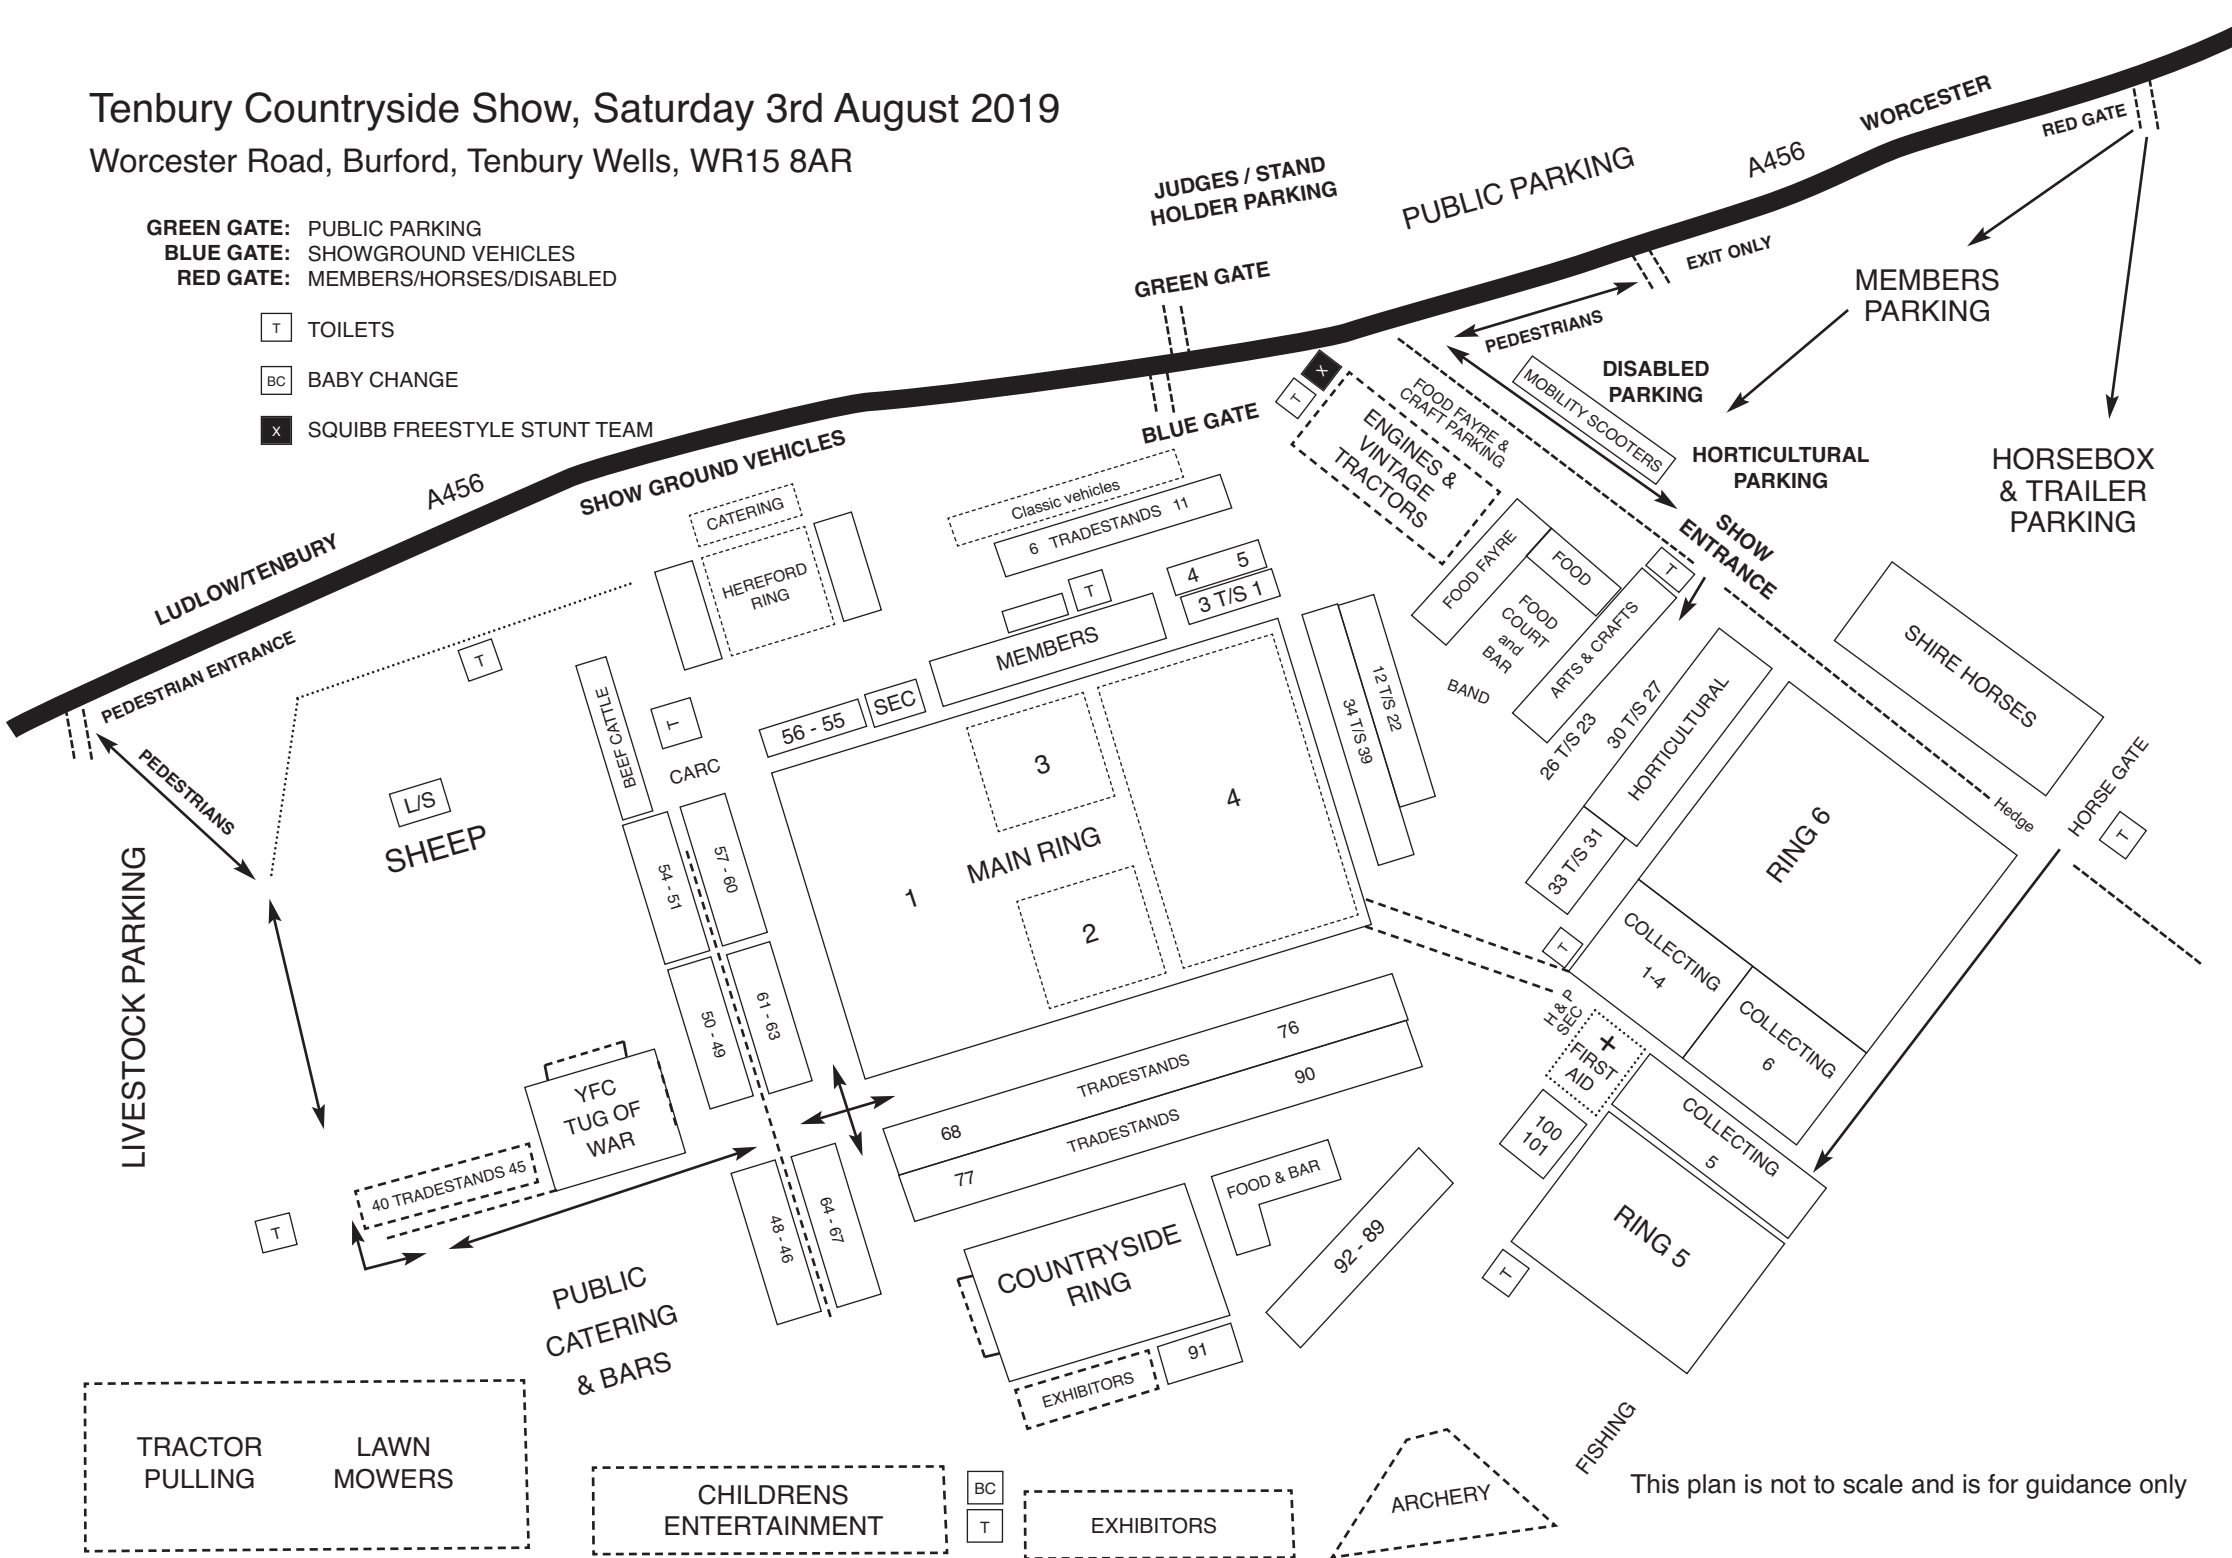 Tenbury Countryside Show, Saturday 3rd August 2019
Worcester Road, Burford, Tenbury Wells, WR15 8AR
GREEN GATE: PUBLIC PARKING
BLUE GATE: SHOWGROUND VEHICLES
RED GATE: MEMBERS/HORSES/DISABLED
T TOILETS
BC BABY CHANGE
X SQUIBB FREESTYLE STUNT TEAM
JUDGES / STAND
HOLDER PARKING
PUBLIC PARKING
A456
WORCESTER
RED GATE
GREEN GATE
EXIT ONLY
PEDESTRIANS
MEMBERS
PARKING
DISABLED
PARKING
MOBILITY SCOOTERS
HORTICULTURAL
PARKING
HORSEBOX
& TRAILER
PARKING
BLUE GATE
X
T
FOOD FAYRE &
CRAFT PARKING
ENGINES &
VINTAGE
TRACTORS
SHOW
ENTRANCE
A456
SHOW GROUND VEHICLES
LUDLOW/TENBURY
PEDESTRIAN ENTRANCE
PEDESTRIANS
LIVESTOCK PARKING
T
L/S
SHEEP
CATERING
HEREFORD
RING
BEEF CATTLE
T
CARC
Classic vehicles
6 TRADESTANDS 11
T
4 5
3 T/S 1
MEMBERS
SEC
56 - 55
MAIN RING
1
2
3
4
34 T/S 39
12 T/S 22
FOOD FAYRE
FOOD
FOOD
COURT
and
BAR
BAND
ARTS & CRAFTS
T
26 T/S 23
30 T/S 27
HORTICULTURAL
33 T/S 31
SHIRE HORSES
RING 6
Hedge
HORSE GATE
T
T
COLLECTING
1-4
COLLECTING
6
H & P
SEC
+
FIRST
AID
100
101
COLLECTING
5
RING 5
T
54 - 51
57 - 60
50 - 49
61 - 63
48 - 46
64 - 67
YFC
TUG OF
WAR
40 TRADESTANDS 45
T
68 TRADESTANDS 76
77 TRADESTANDS 90
FOOD & BAR
COUNTRYSIDE
RING
92 - 89
91
EXHIBITORS
PUBLIC
CATERING
& BARS
TRACTOR
PULLING
LAWN
MOWERS
CHILDRENS
ENTERTAINMENT
BC
T
EXHIBITORS
ARCHERY
FISHING
This plan is not to scale and is for guidance only